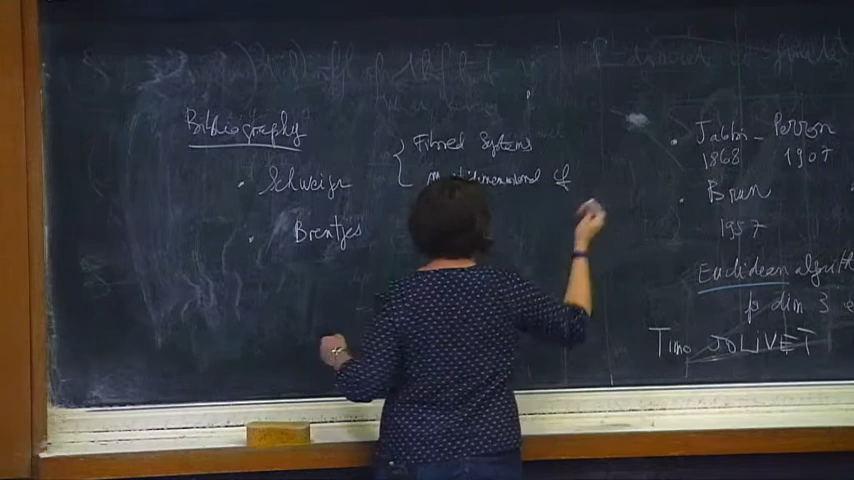 Bibliography
• Schweiger { Fibred Systems
multidimensional cf
• Brentjes
• Jacobi - Perron
1868 1907
• Brun
1957
Euclidean algorithm
p dim 3
Timo JOLIVET